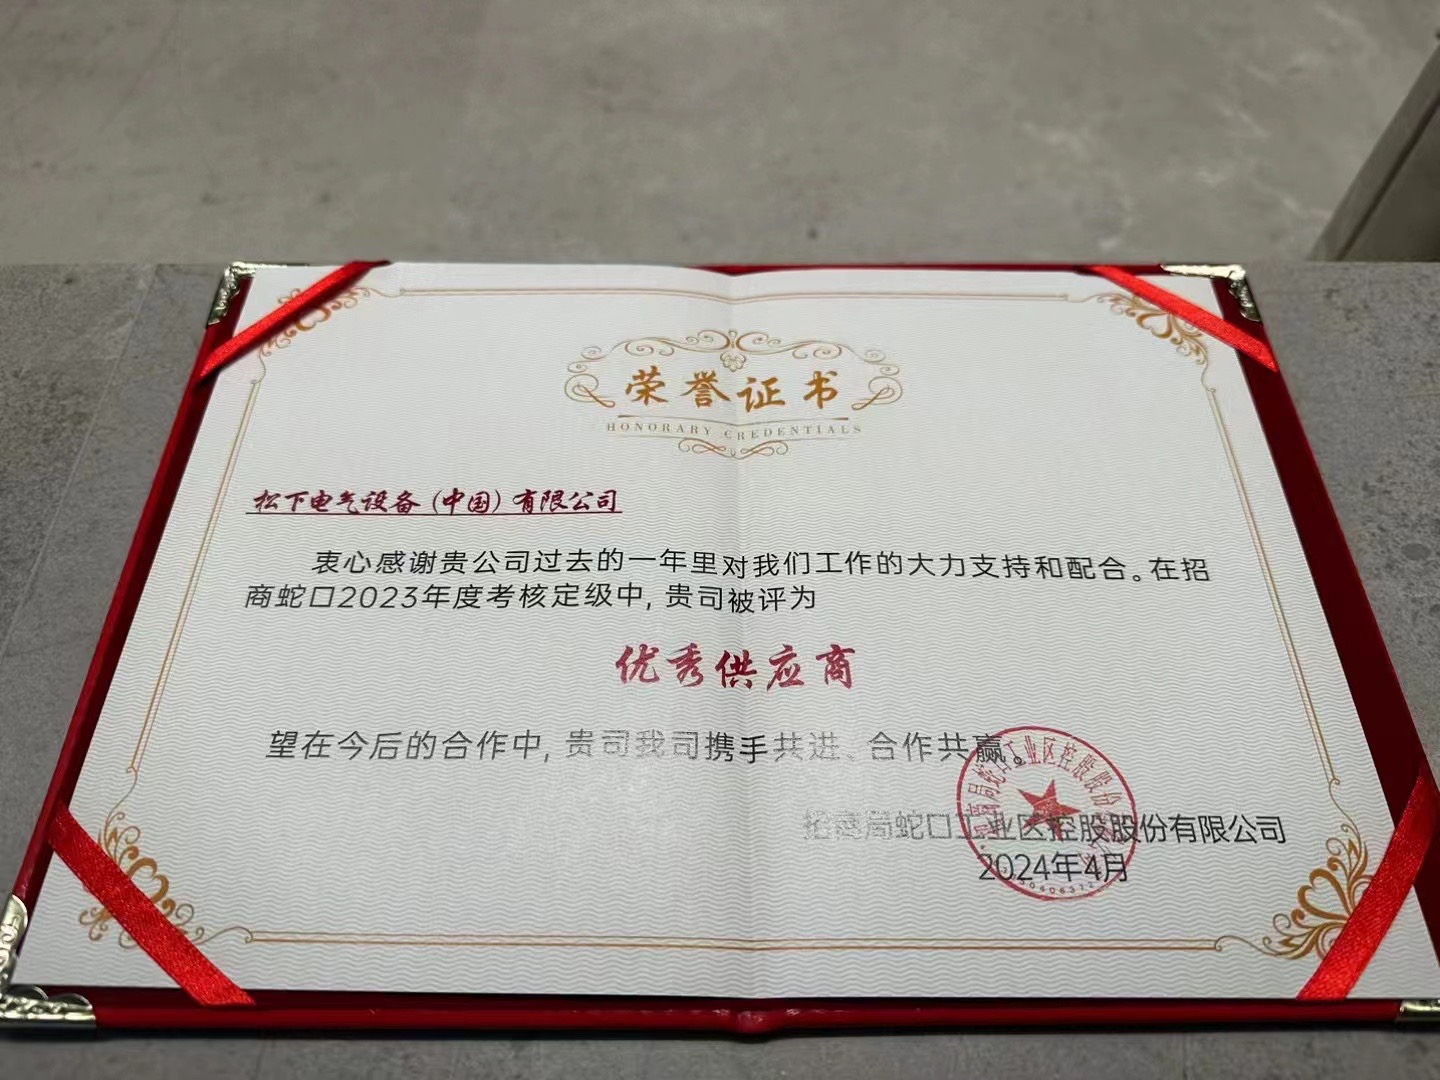 荣誉证书
HONORARY CREDENTIALS
松下电气设备(中国)有限公司
衷心感谢贵公司过去的一年里对我们工作的大力支持和配合。在招
商蛇口2023年度考核定级中,贵司被评为
优秀供应商
望在今后的合作中,贵司我司携手共进、合作共赢。
招商局蛇口工业区控股股份有限公司
2024年4月